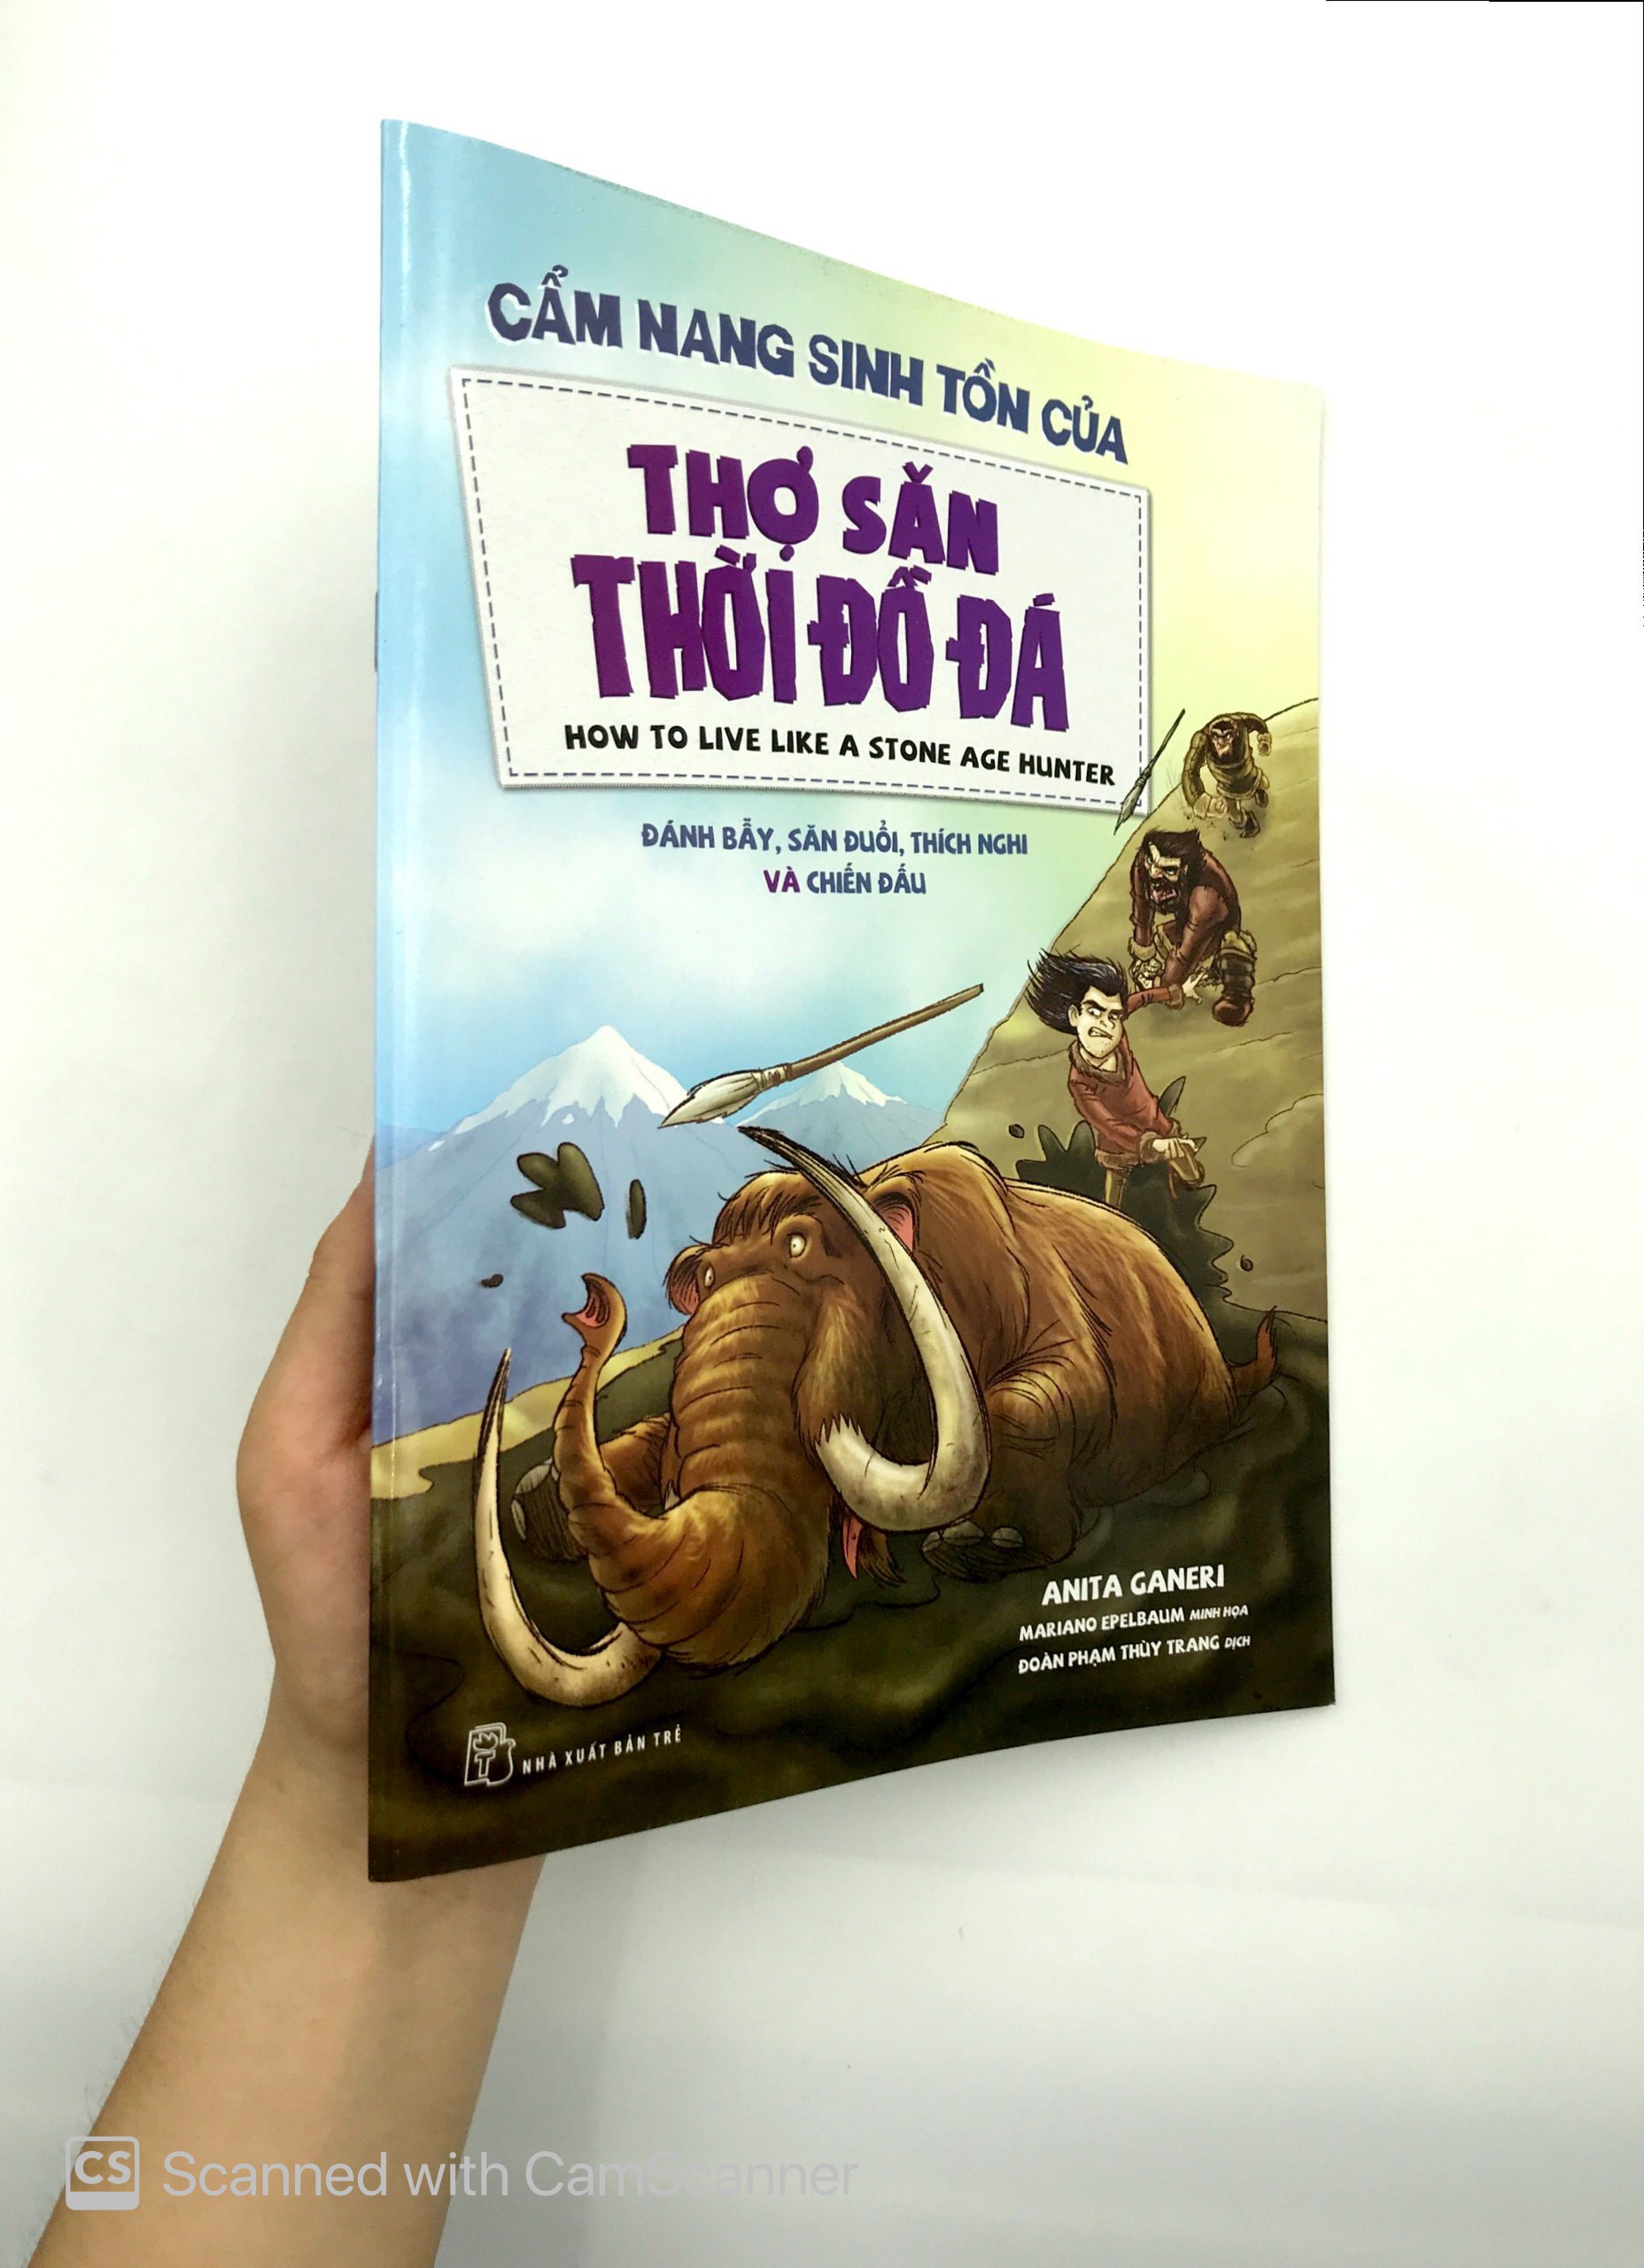 CẨM NANG SINH TỒN CỦA
THỢ SĂN
THỜI ĐỒ ĐÁ
HOW TO LIVE LIKE A STONE AGE HUNTER
ĐÁNH BẪY, SĂN ĐUỔI, THÍCH NGHI
VÀ CHIẾN ĐẤU
ANITA GANERI
MARIANO EPELBAUM MINH HỌA
ĐOÀN PHẠM THÙY TRANG DỊCH
NHÀ XUẤT BẢN TRẺ
CS Scanned with CamScanner